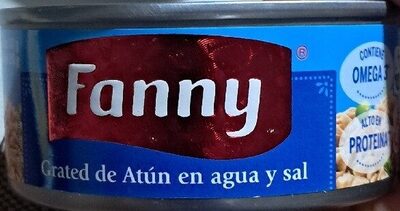 Fanny
®
CONTIENE
OMEGA 3
ALTO EN
PROTEINA
Grated de Atún en agua y sal